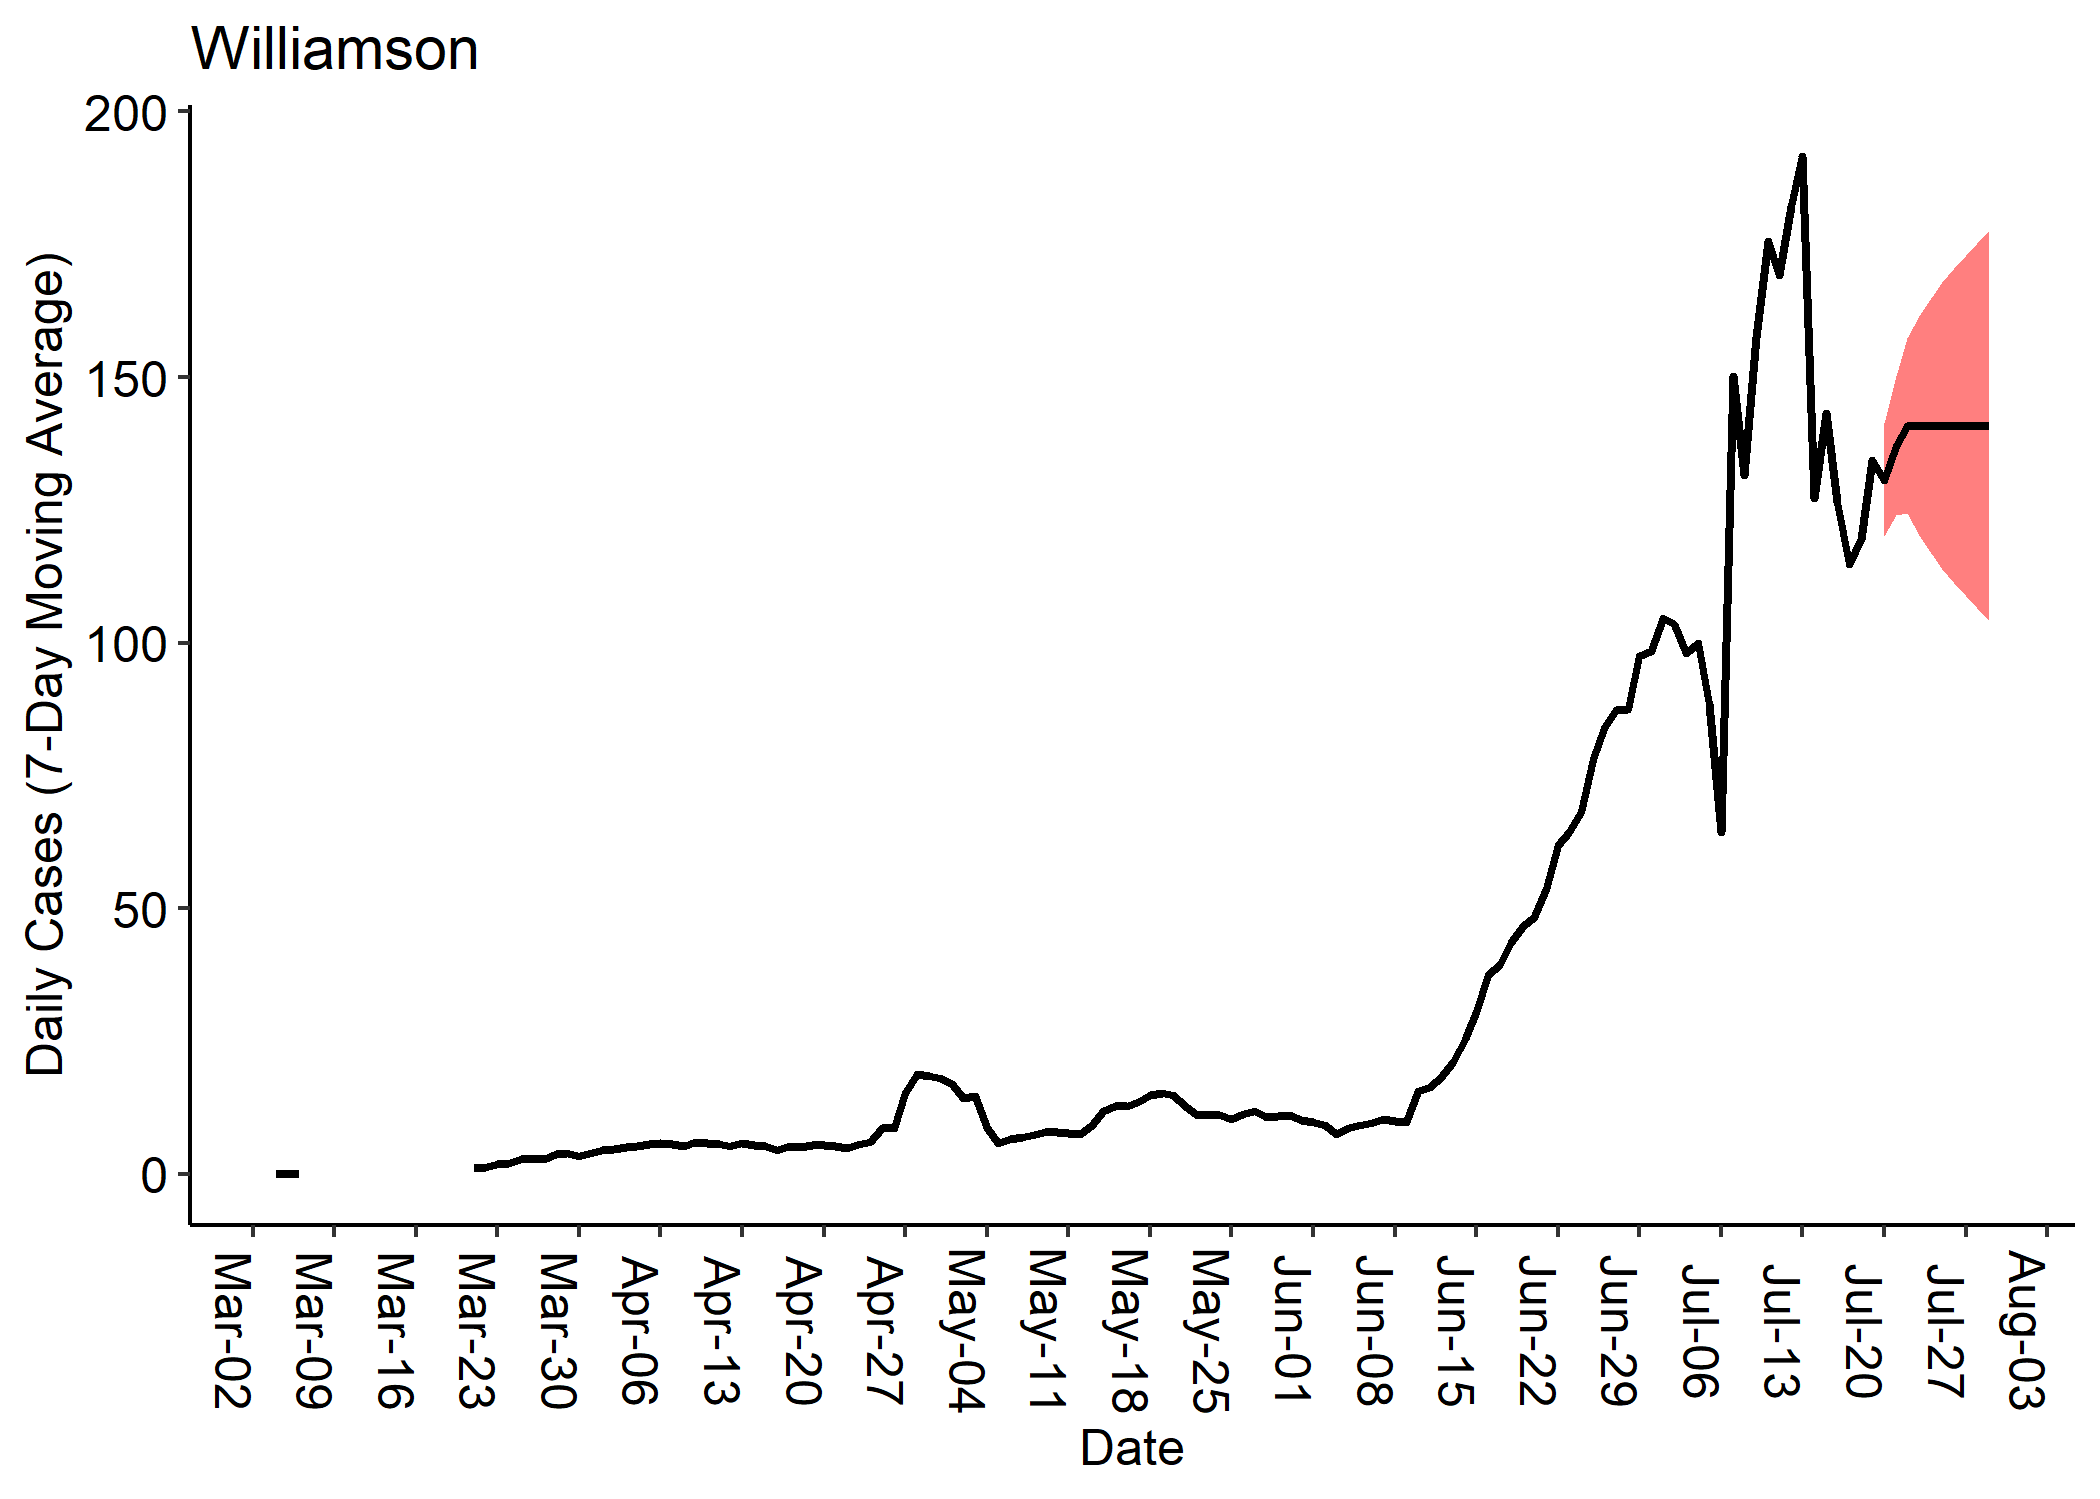 Williamson
Daily Cases (7-Day Moving Average)
200
150
100
50
0
Mar-02
Mar-09
Mar-16
Mar-23
Mar-30
Apr-06
Apr-13
Apr-20
Apr-27
May-04
May-11
May-18
May-25
Jun-01
Jun-08
Jun-15
Jun-22
Jun-29
Jul-06
Jul-13
Jul-20
Jul-27
Aug-03
Date